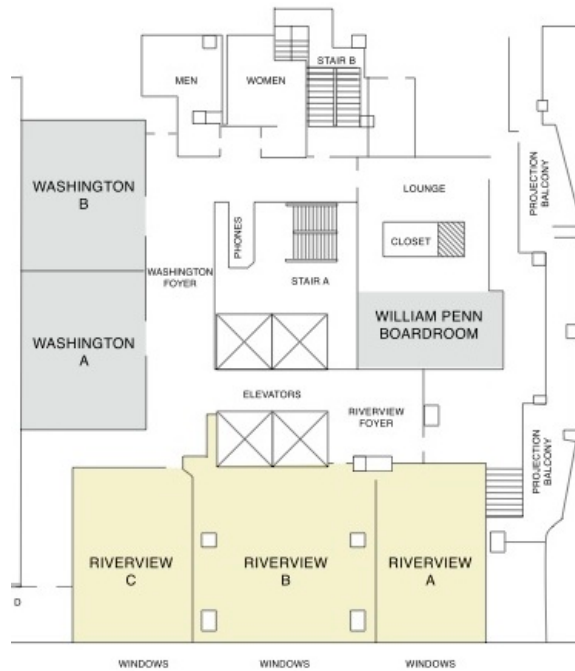 STAIR B
MEN
WOMEN
WASHINGTON
B
LOUNGE
PROJECTION
BALCONY
PHONES
CLOSET
WASHINGTON
FOYER
STAIR A
WILLIAM PENN
BOARDROOM
WASHINGTON
A
ELEVATORS
RIVERVIEW
FOYER
PROJECTION
BALCONY
RIVERVIEW
C
RIVERVIEW
B
RIVERVIEW
A
D
WINDOWS
WINDOWS
WINDOWS